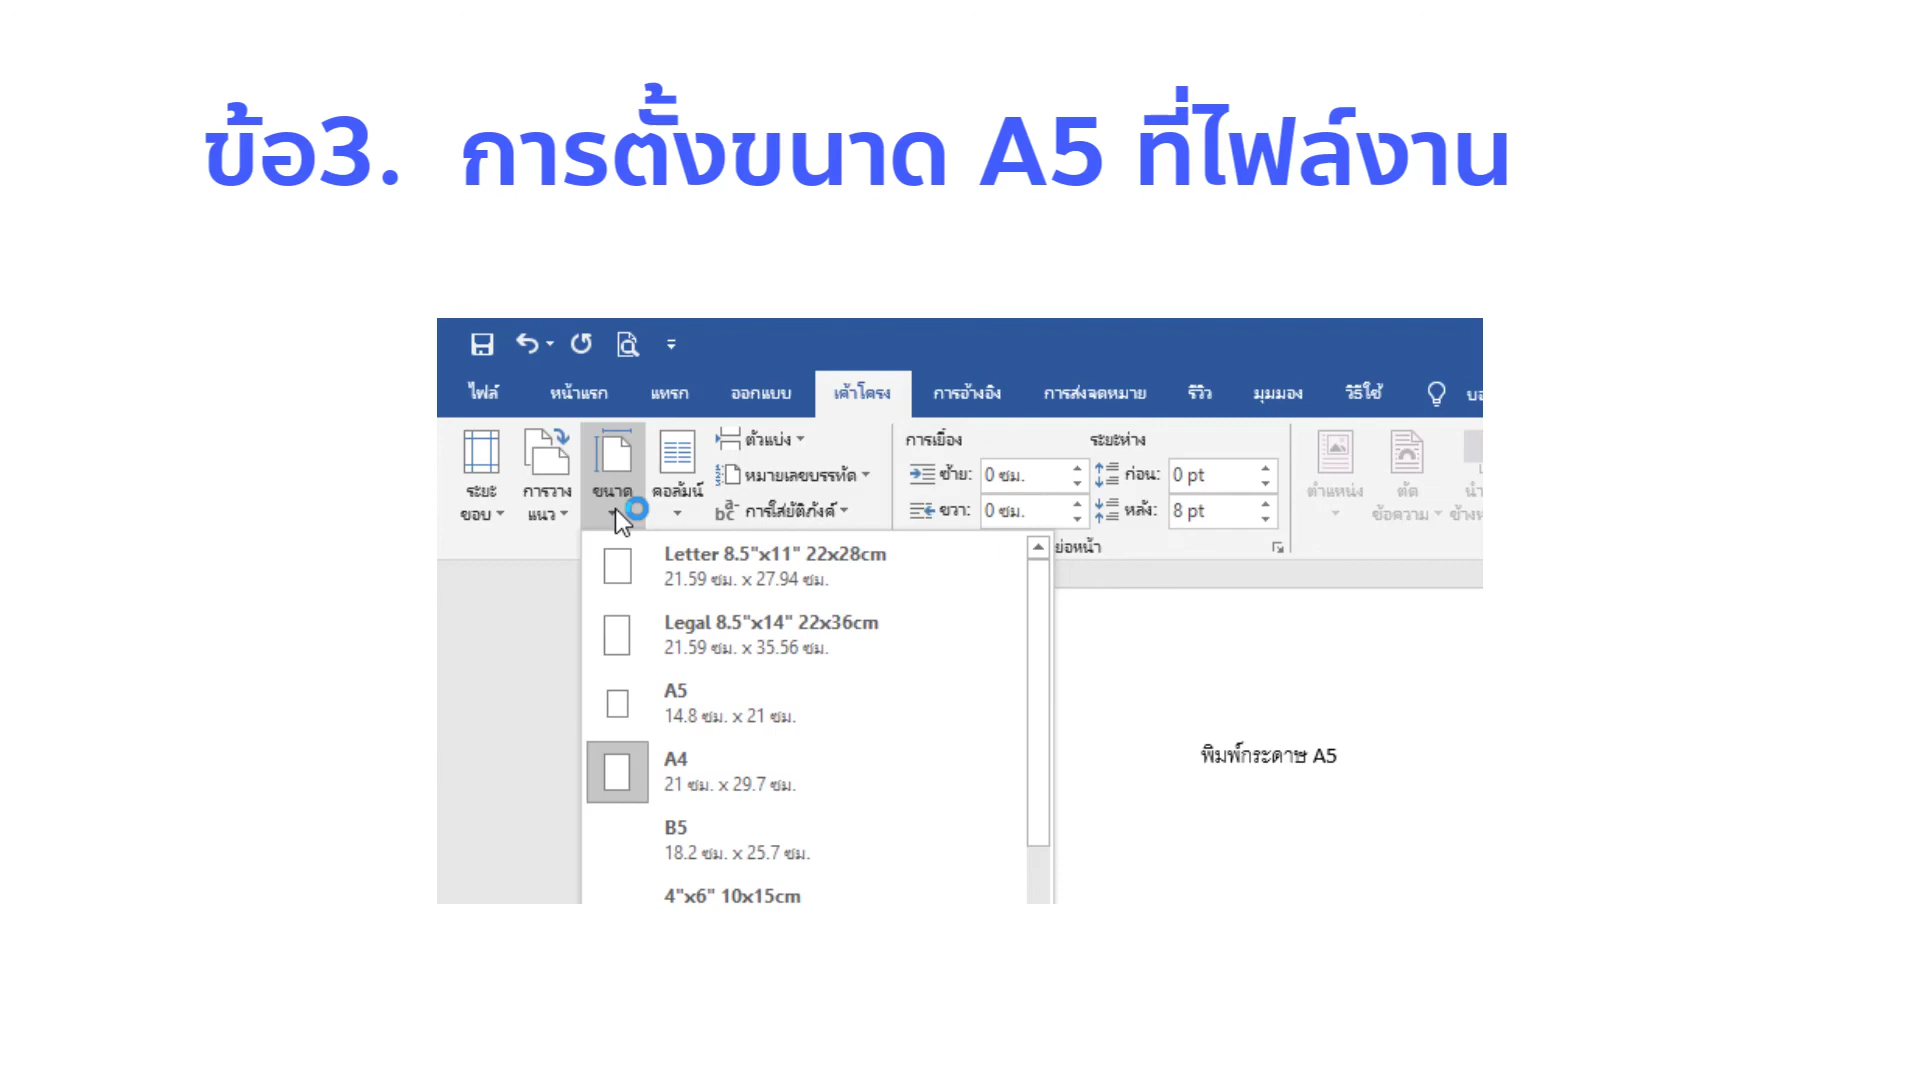 ข้อ3. การตั้งขนาด A5 ที่ไฟล์งาน
ไฟล์ หน้าแรก แทรก ออกแบบ เค้าโครง การอ้างอิง การส่งจดหมาย รีวิว มุมมอง วิธีใช้
ระยะขอบ การวางแนว ขนาด คอลัมน์
ตัวแบ่ง
หมายเลขบรรทัด
การใส่ยัติภังค์
การเยื้อง ระยะห่าง
ซ้าย: 0 ซม. ก่อน: 0 pt
ขวา: 0 ซม. หลัง: 8 pt
ย่อหน้า
ตำแหน่ง ตัดข้อความ
Letter 8.5"x11" 22x28cm
21.59 ซม. x 27.94 ซม.
Legal 8.5"x14" 22x36cm
21.59 ซม. x 35.56 ซม.
A5
14.8 ซม. x 21 ซม.
A4
21 ซม. x 29.7 ซม.
B5
18.2 ซม. x 25.7 ซม.
4"x6" 10x15cm
พิมพ์กระดาษ A5